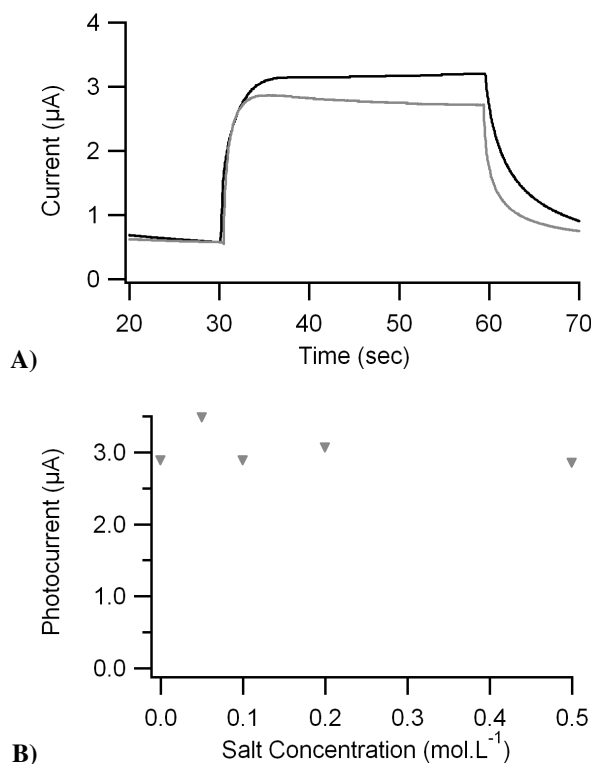 4
3
2
1
0
Current (µA)
20 30 40 50 60 70
Time (sec)
A)
3.0
2.0
1.0
0.0
Photocurrent (µA)
0.0 0.1 0.2 0.3 0.4 0.5
Salt Concentration (mol.L⁻¹)
B)